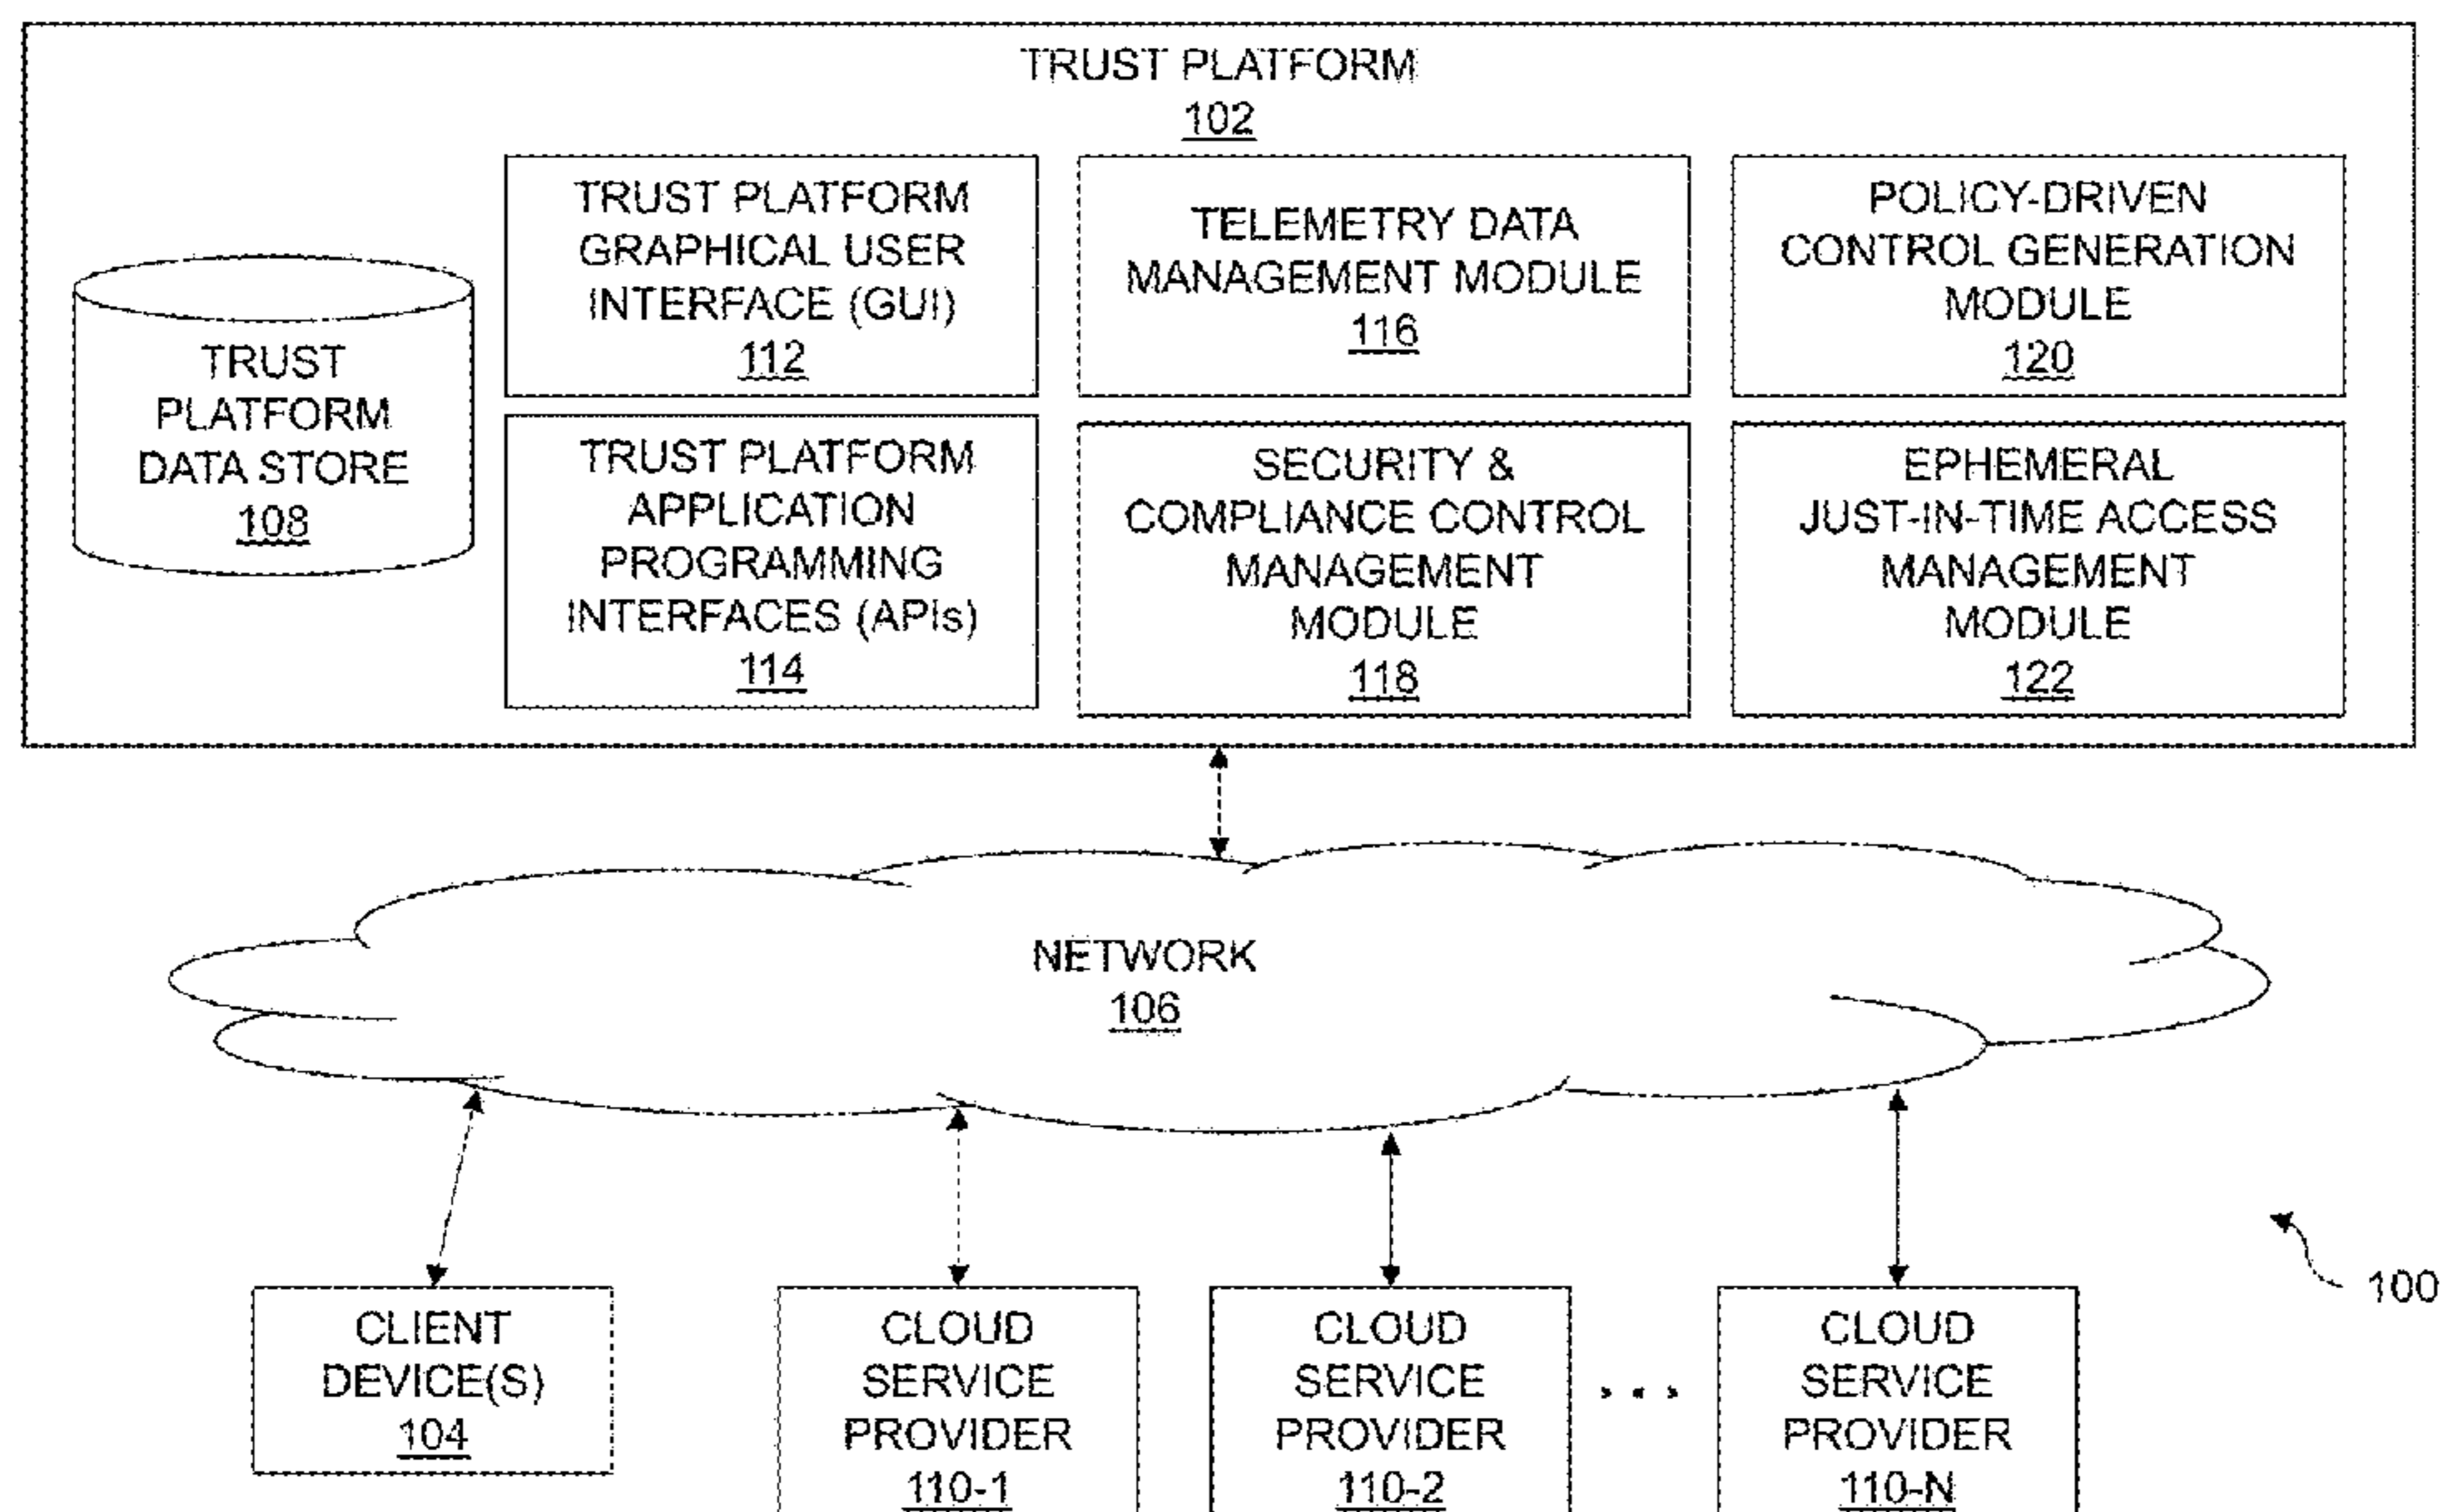 TRUST PLATFORM
102
TRUST
PLATFORM
DATA STORE
108
TRUST PLATFORM
GRAPHICAL USER
INTERFACE (GUI)
112
TRUST PLATFORM
APPLICATION
PROGRAMMING
INTERFACES (APIs)
114
TELEMETRY DATA
MANAGEMENT MODULE
116
SECURITY &
COMPLIANCE CONTROL
MANAGEMENT
MODULE
118
POLICY-DRIVEN
CONTROL GENERATION
MODULE
120
EPHEMERAL
JUST-IN-TIME ACCESS
MANAGEMENT
MODULE
122
NETWORK
106
CLIENT
DEVICE(S)
104
CLOUD
SERVICE
PROVIDER
110-1
CLOUD
SERVICE
PROVIDER
110-2
. . .
CLOUD
SERVICE
PROVIDER
110-N
100